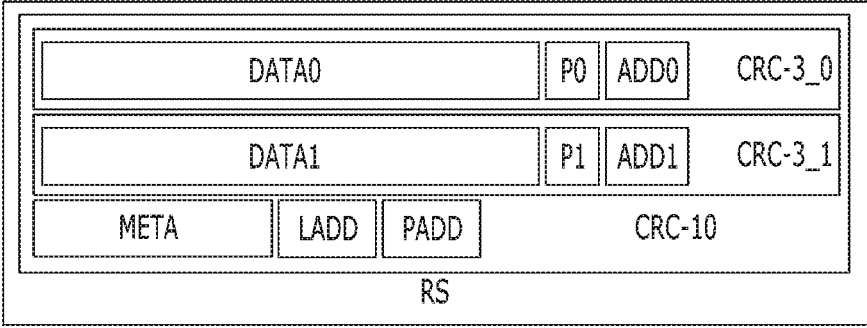 DATA0 P0 ADD0 CRC-3_0
DATA1 P1 ADD1 CRC-3_1
META LADD PADD CRC-10
RS